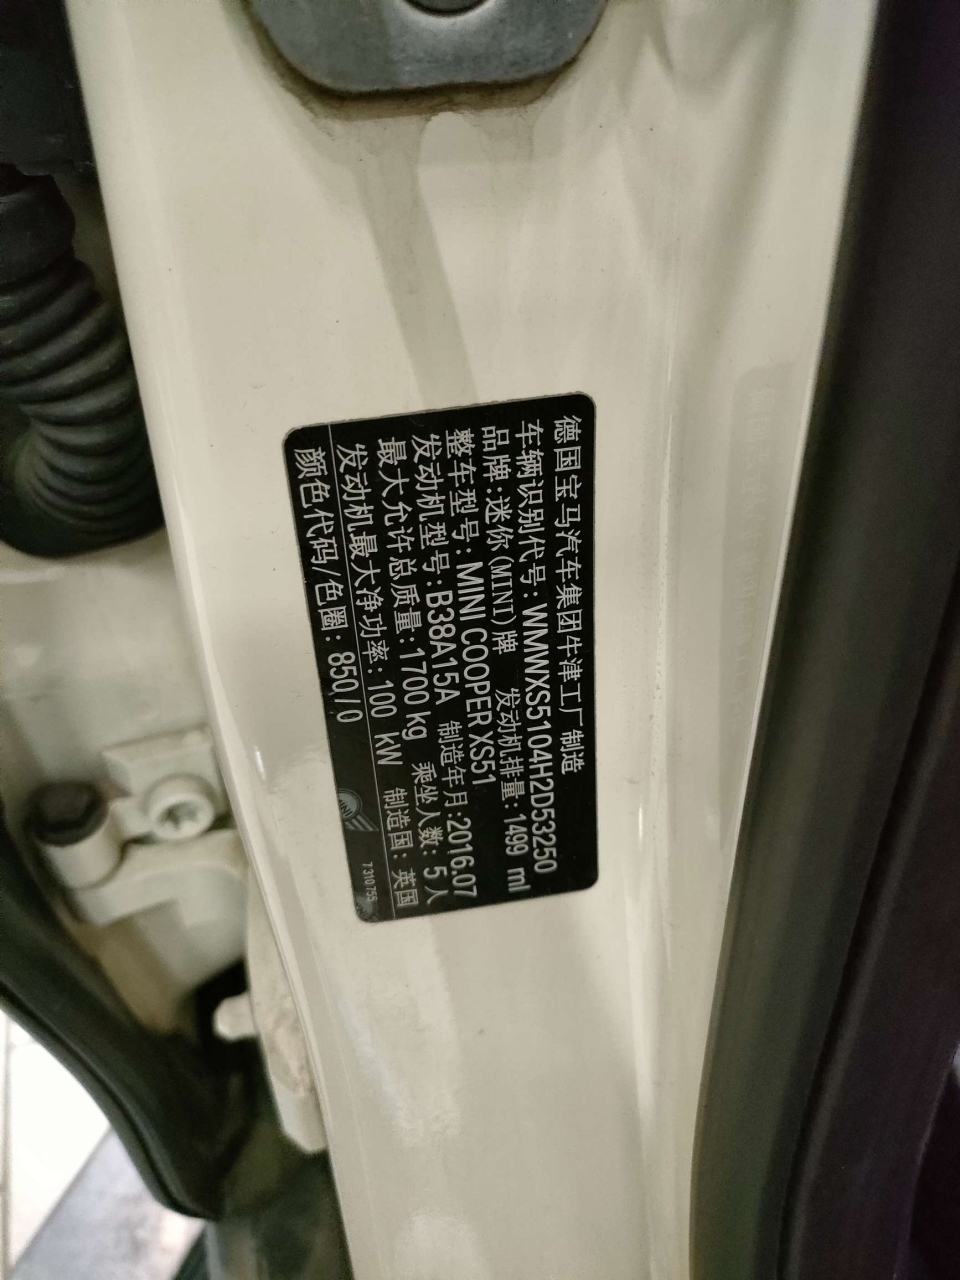 德国宝马汽车集团牛津工厂制造
车辆识别代号: WMWXS5104H2D53250
品牌:迷你(MINI)牌 发动机排量: 1499 ml
整车型号: MINI COOPER XS51
发动机型号: B38A15A 制造年月:2016.07
最大允许总质量: 1700 kg 乘坐人数: 5人
发动机最大净功率: 100 kW 制造国: 英国
颜色代码/色圈: 850/0
MINI
7310755